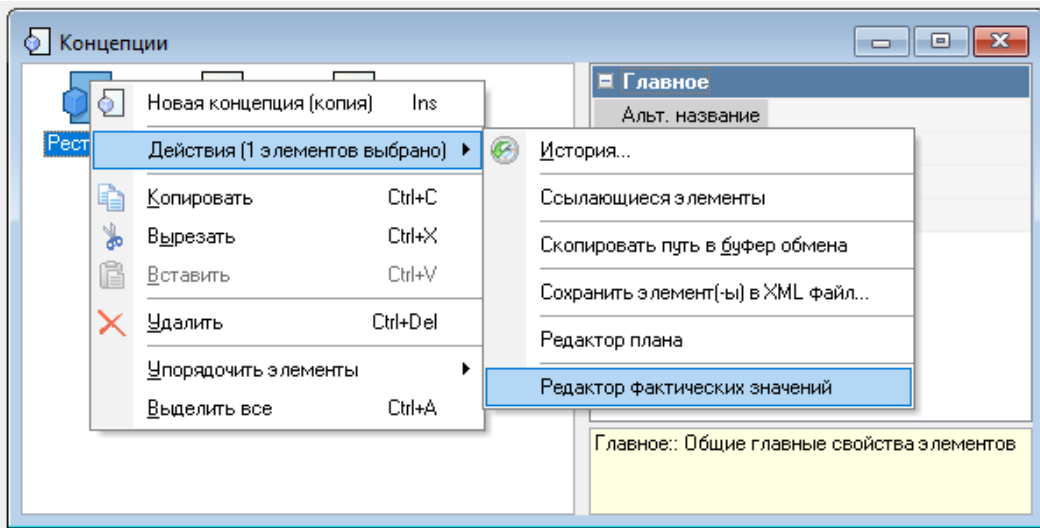 Концепции
Главное
Альт. название
Рест
Новая концепция (копия) Ins
Действия (1 элементов выбрано)
Копировать Ctrl+C
Вырезать Ctrl+X
Вставить Ctrl+V
Удалить Ctrl+Del
Упорядочить элементы
Выделить все Ctrl+A
История...
Ссылающиеся элементы
Скопировать путь в буфер обмена
Сохранить элемент(-ы) в XML файл...
Редактор плана
Редактор фактических значений
Главное:: Общие главные свойства элементов